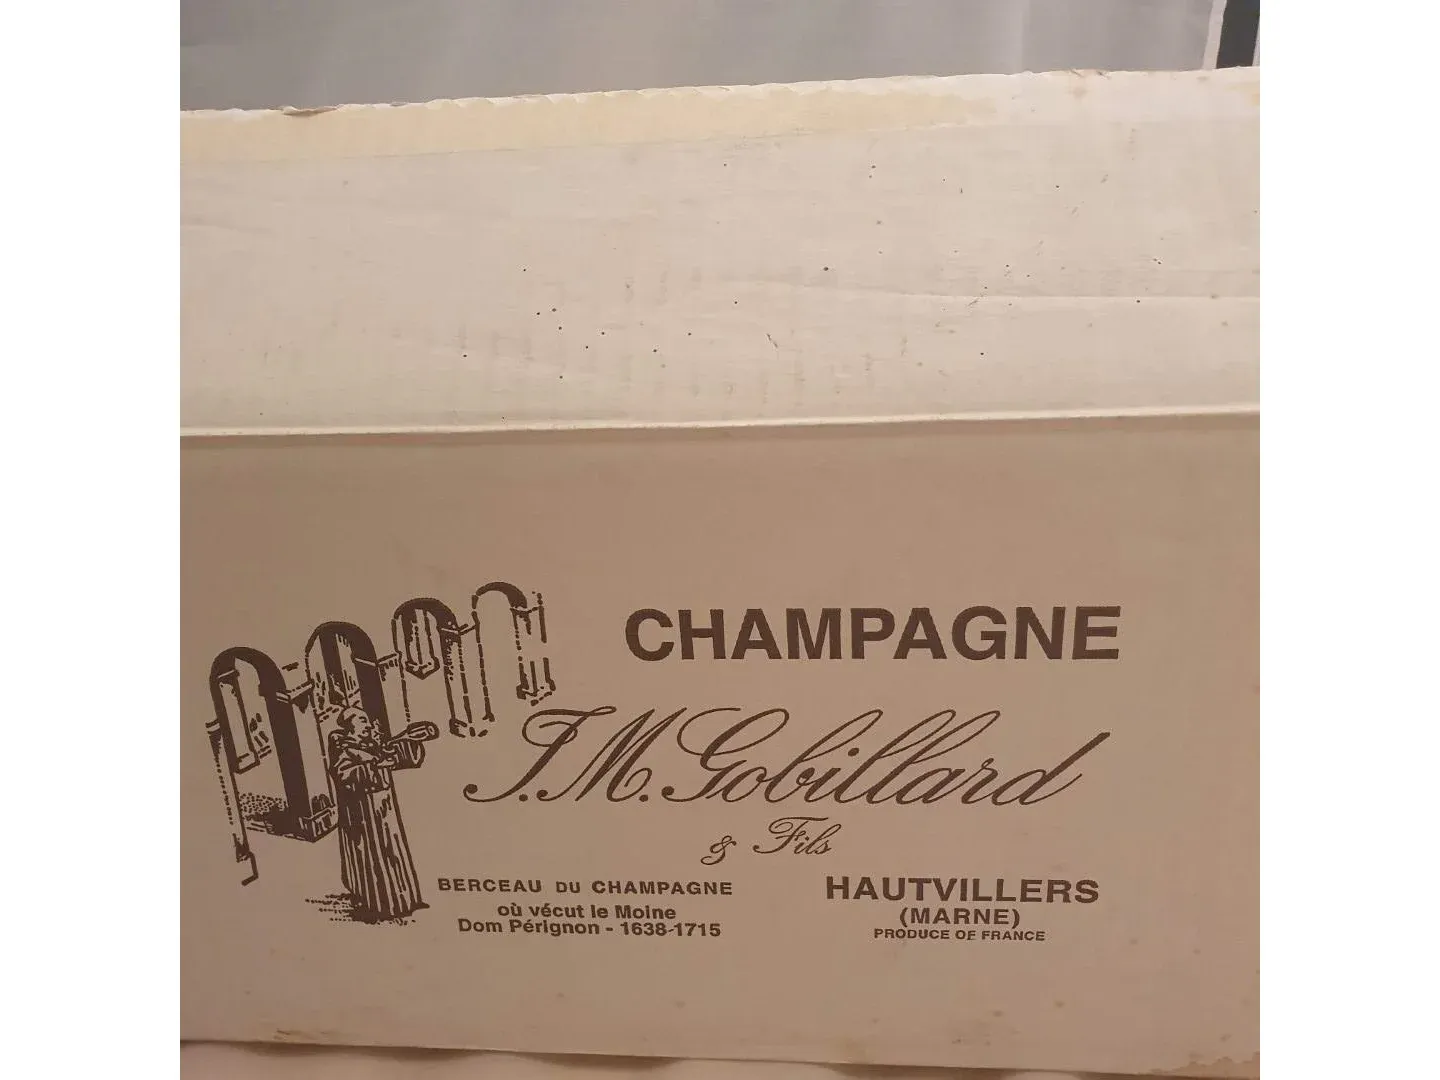 CHAMPAGNE
J.M. Gobillard
& Fils
BERCEAU DU CHAMPAGNE
où vécut le Moine
Dom Pérignon - 1638-1715
HAUTVILLERS
(MARNE)
PRODUCE OF FRANCE